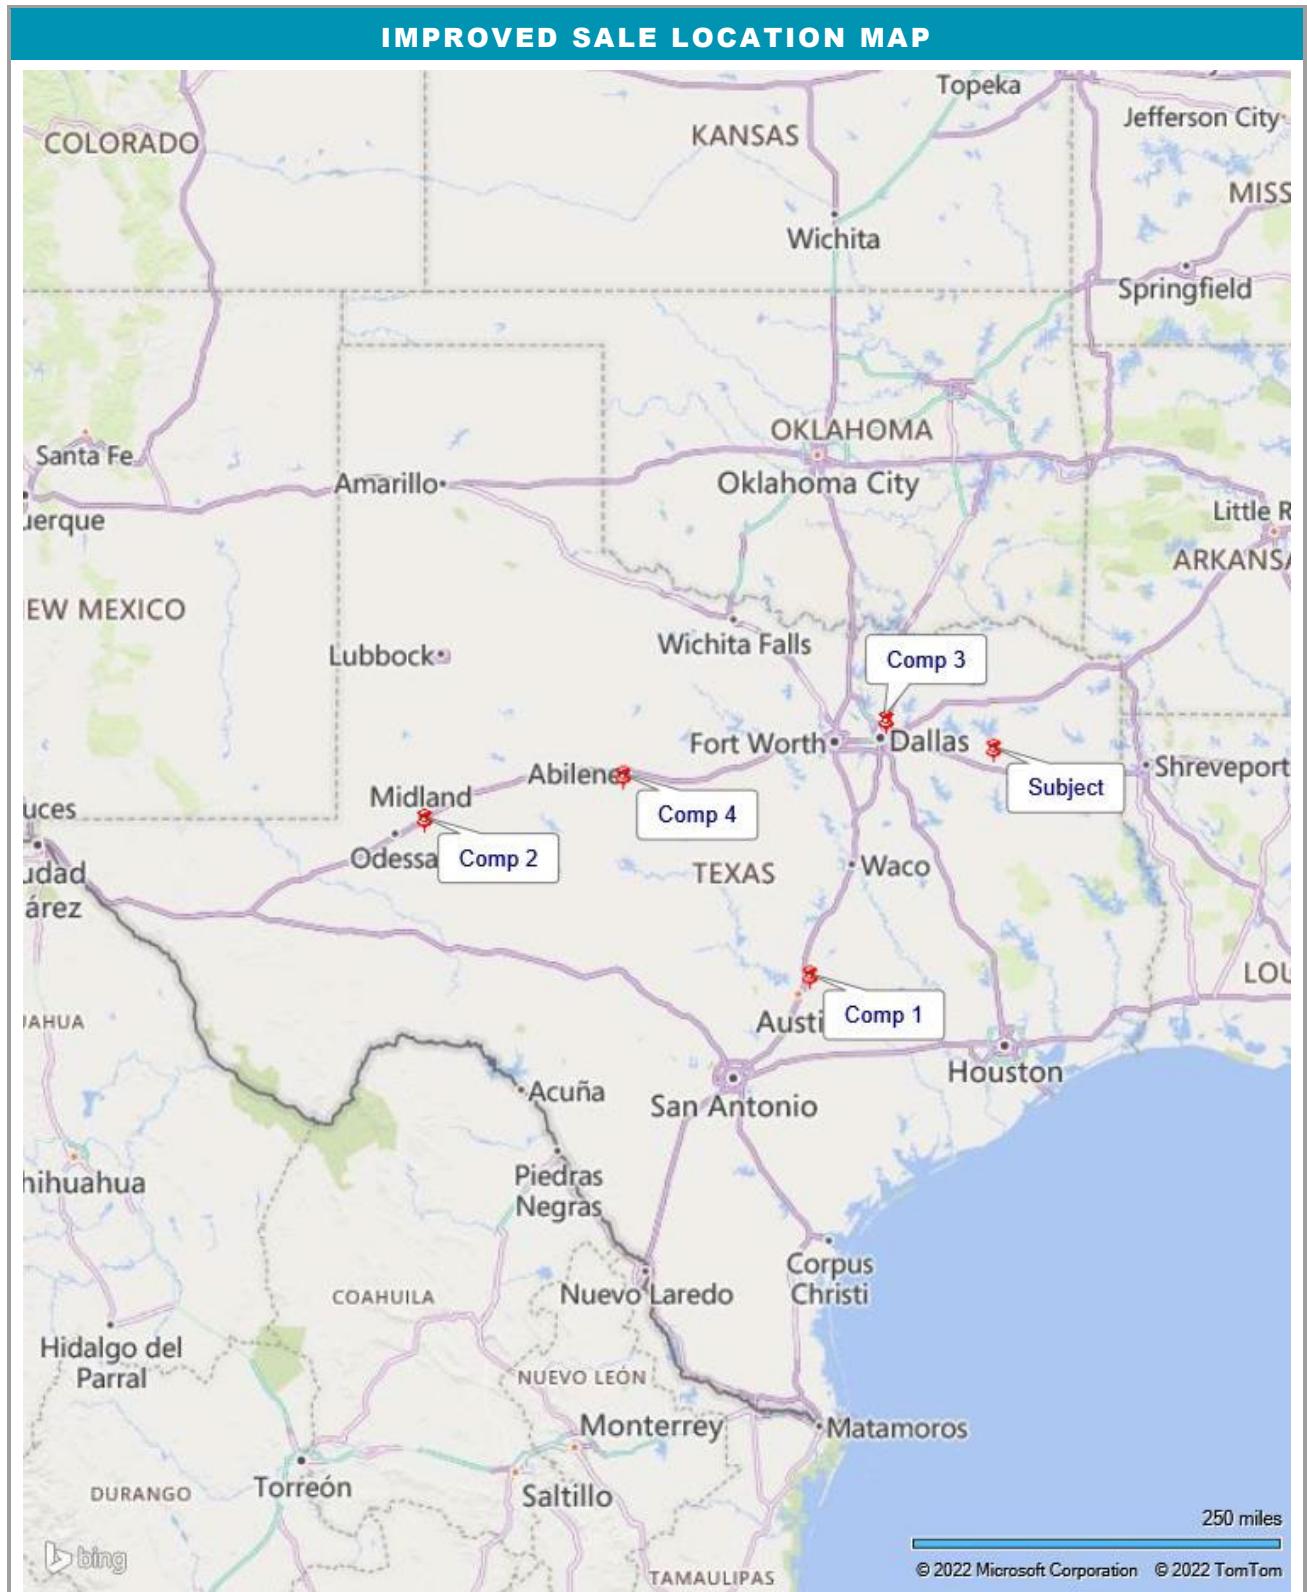 IMPROVED SALE LOCATION MAP
Topeka
Jefferson City
COLORADO
KANSAS
MISS
Wichita
Springfield
OKLAHOMA
Santa Fe
Amarillo
Oklahoma City
Little R
uerque
ARKANSA
EW MEXICO
Wichita Falls
Lubbock
Comp 3
Fort Worth
Dallas
Shreveport
Abilene
Subject
Midland
Comp 4
uces
Odessa
Comp 2
TEXAS
Waco
udad
árez
LOU
Comp 1
Austi
AHUA
Houston
San Antonio
Acuña
hihuahua
Piedras
Negras
Corpus
Christi
COAHUILA
Nuevo Laredo
Hidalgo del
Parral
NUEVO LEÓN
Monterrey
Matamoros
DURANGO
Torreón
Saltillo
250 miles
bing
© 2022 Microsoft Corporation © 2022 TomTom
TAMAULIPAS